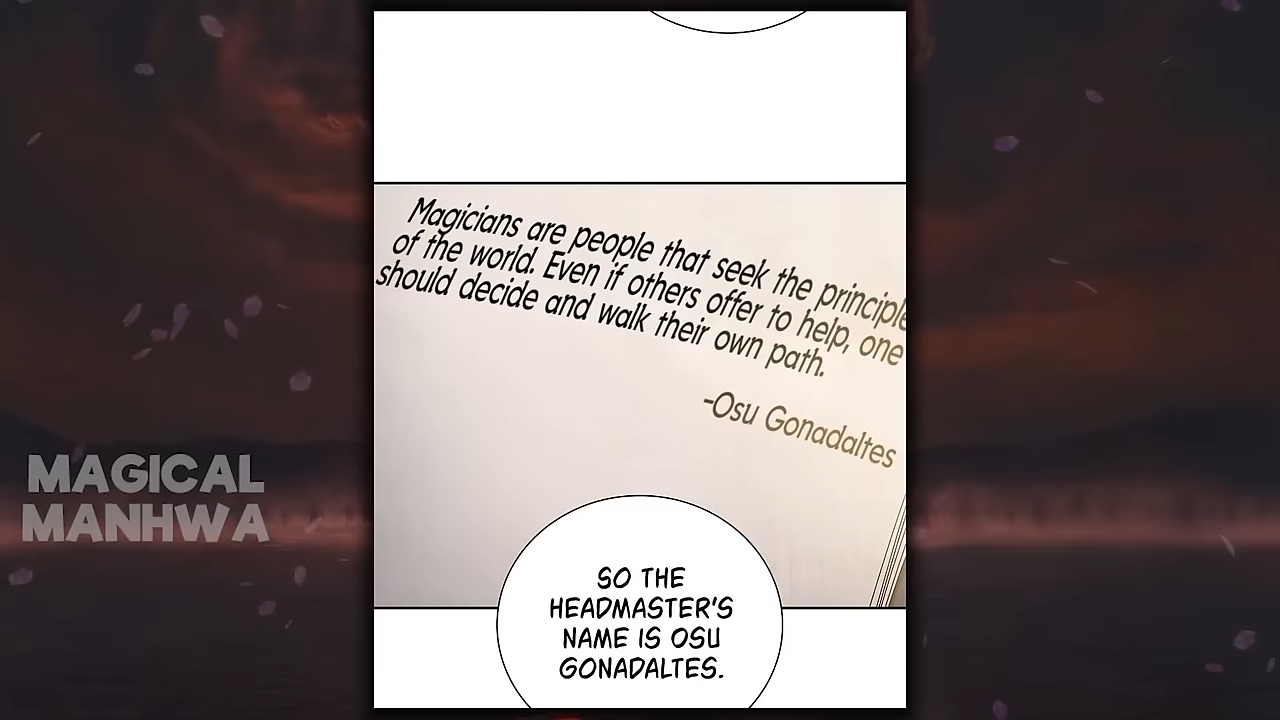 Magicians are people that seek the principle
of the world. Even if others offer to help, one
should decide and walk their own path.
-Osu Gonadaltes
SO THE
HEADMASTER'S
NAME IS OSU
GONADALTES.
MAGICAL
MANHWA